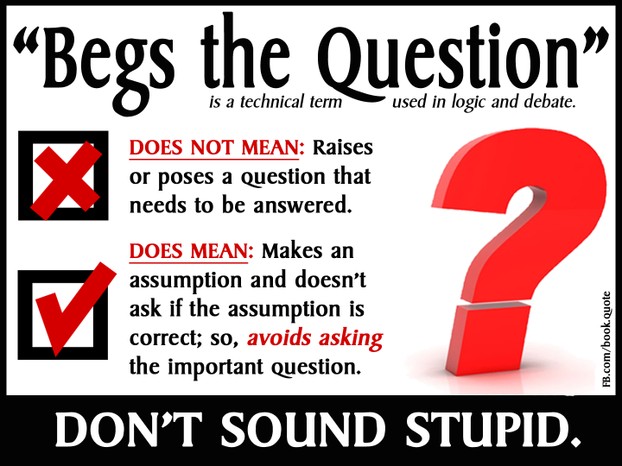 “Begs the Question”
is a technical term used in logic and debate.
DOES NOT MEAN: Raises
or poses a question that
needs to be answered.
DOES MEAN: Makes an
assumption and doesn’t
ask if the assumption is
correct; so, avoids asking
the important question.
FB.com/book.quote
DON’T SOUND STUPID.